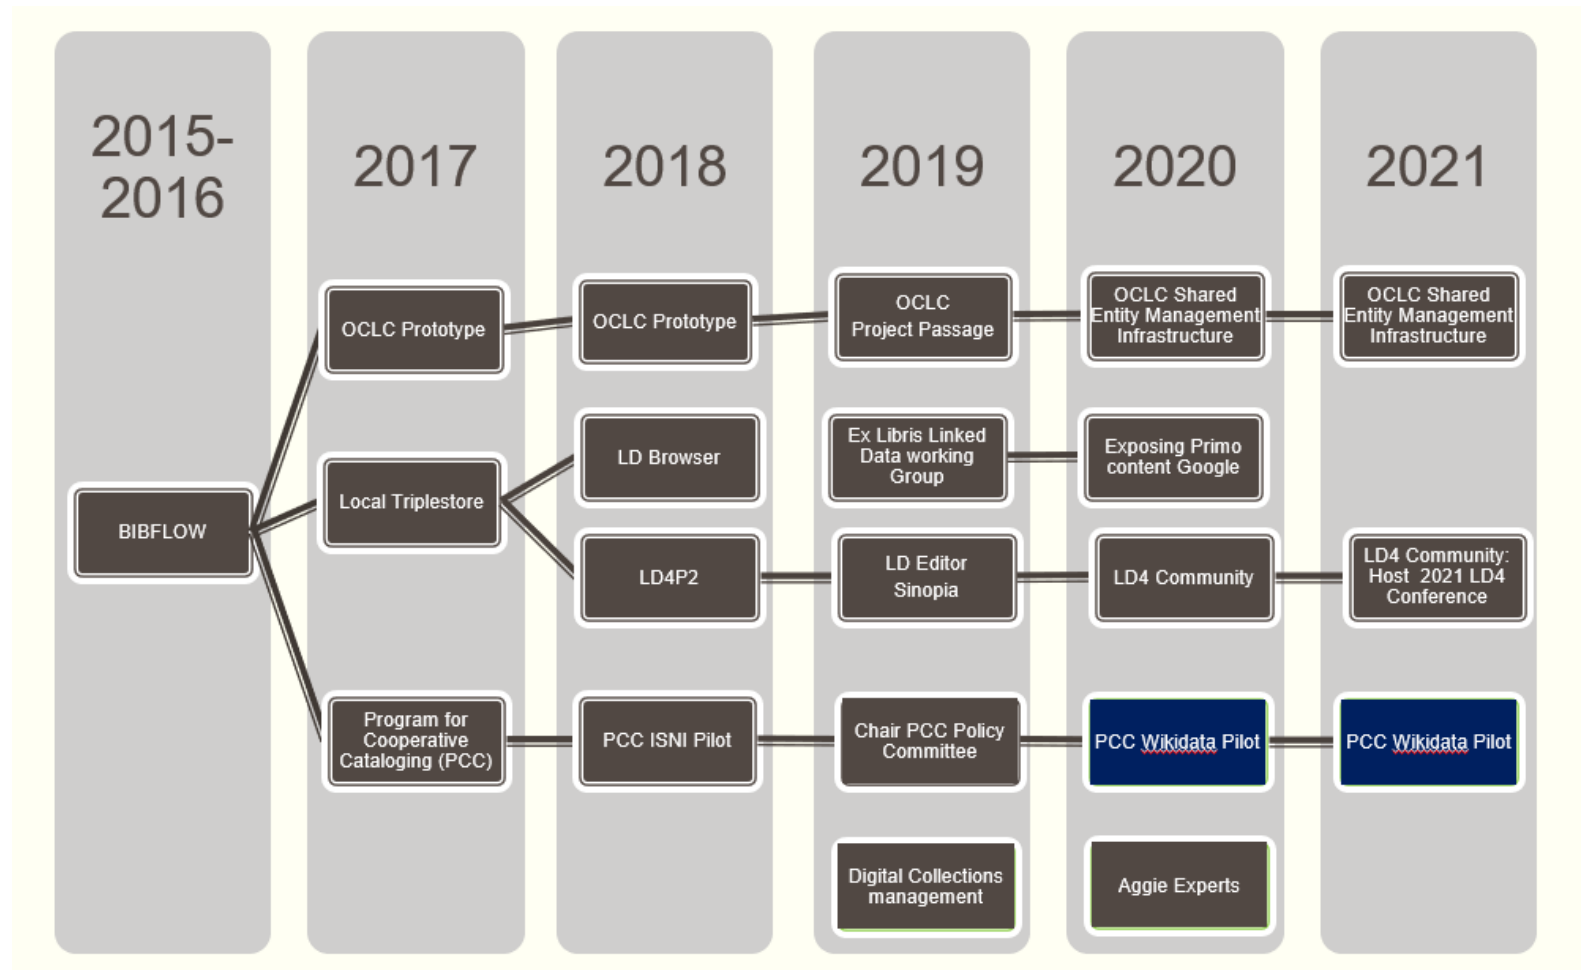 2015-
2016
2017
2018
2019
2020
2021
OCLC Prototype
OCLC Prototype
OCLC
Project Passage
OCLC Shared
Entity Management
Infrastructure
OCLC Shared
Entity Management
Infrastructure
LD Browser
Ex Libris Linked
Data working
Group
Exposing Primo
content Google
BIBFLOW
Local Triplestore
LD4P2
LD Editor
Sinopia
LD4 Community
LD4 Community:
Host 2021 LD4
Conference
Program for
Cooperative
Cataloging (PCC)
PCC ISNI Pilot
Chair PCC Policy
Committee
PCC Wikidata Pilot
PCC Wikidata Pilot
Digital Collections
management
Aggie Experts